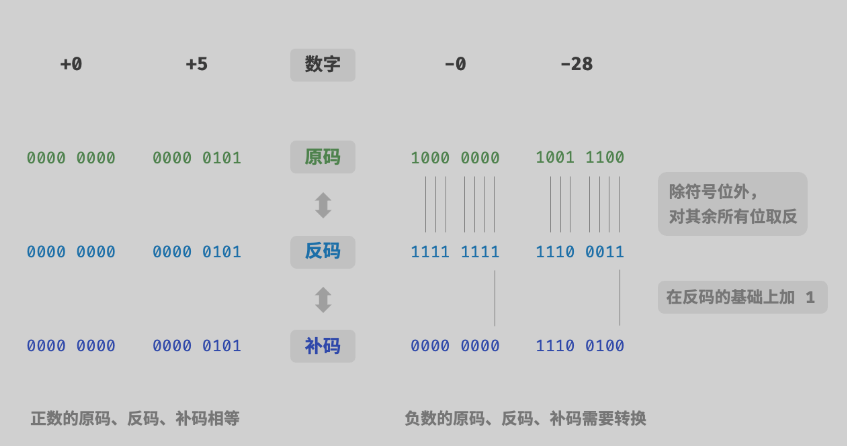 +0 +5 数字 -0 -28
0000 0000 0000 0101 原码 1000 0000 1001 1100
除符号位外，
对其余所有位取反
0000 0000 0000 0101 反码 1111 1111 1110 0011
在反码的基础上加 1
0000 0000 0000 0101 补码 0000 0000 1110 0100
正数的原码、反码、补码相等 负数的原码、反码、补码需要转换